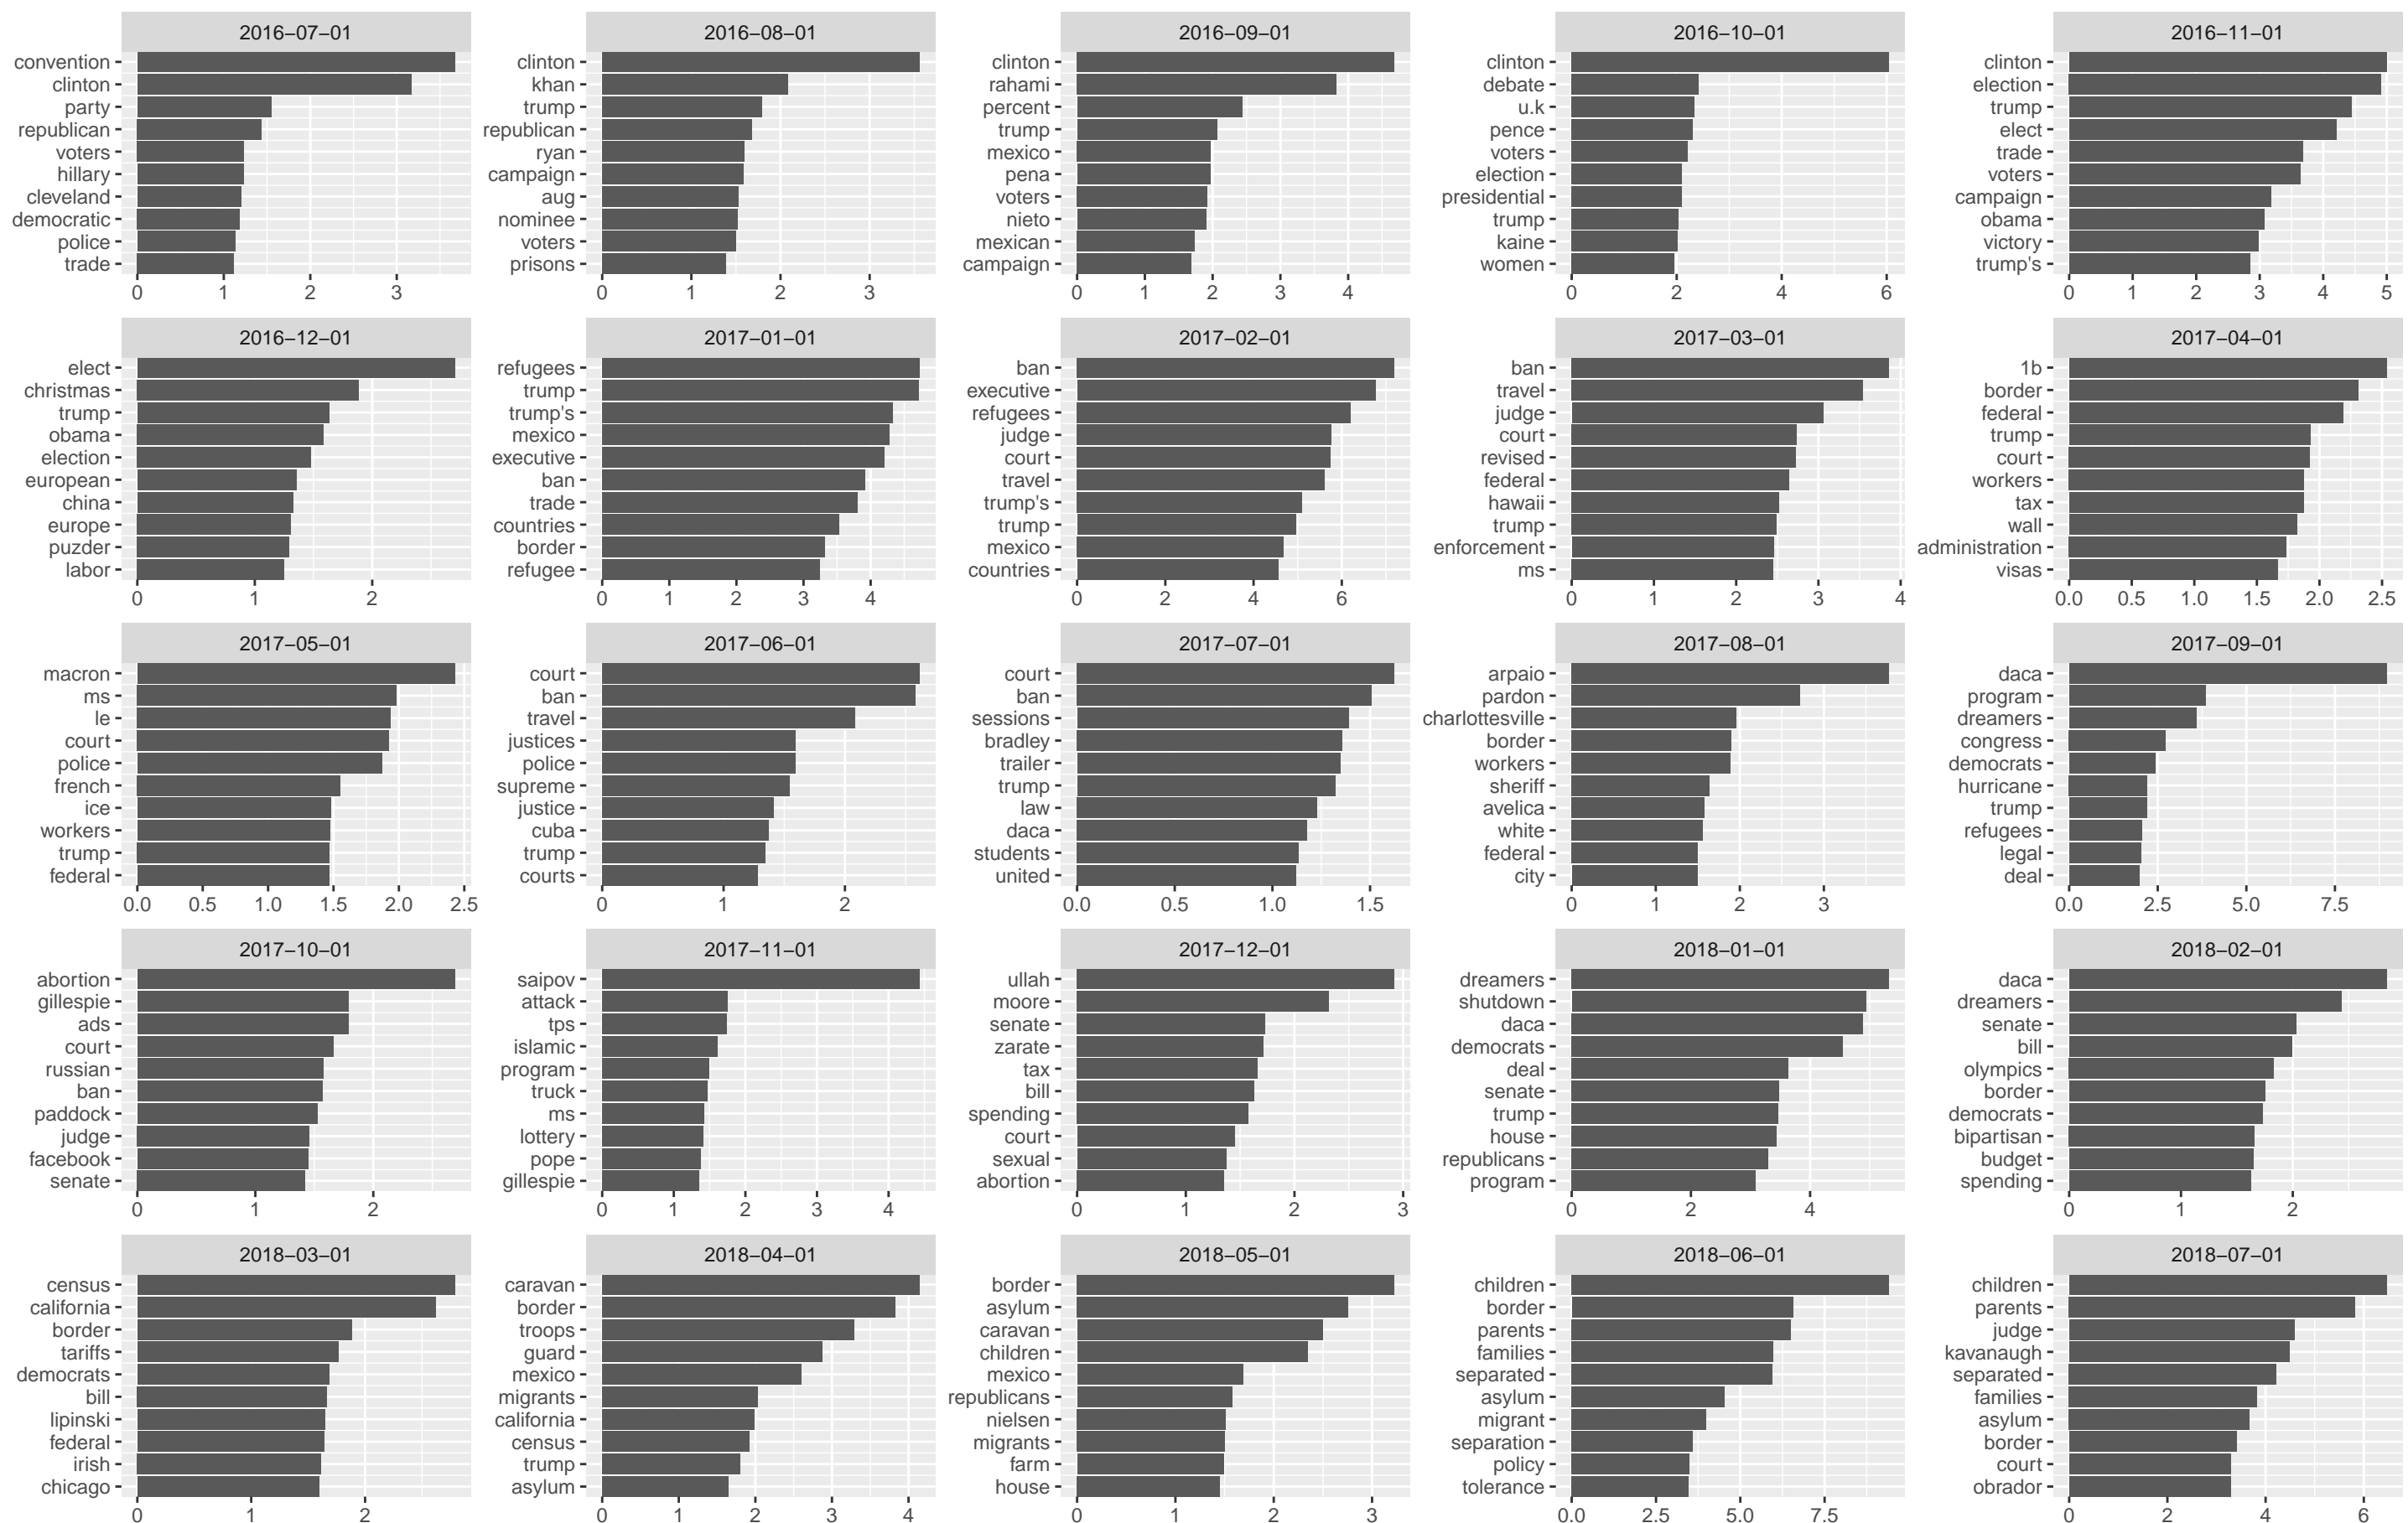 2016−07−01
convention
clinton
party
republican
voters
hillary
cleveland
democratic
police
trade
0 1 2 3
2016−08−01
clinton
khan
trump
republican
ryan
campaign
aug
nominee
voters
prisons
0 1 2 3
2016−09−01
clinton
rahami
percent
trump
mexico
pena
voters
nieto
mexican
campaign
0 1 2 3 4
2016−10−01
clinton
debate
u.k
pence
voters
election
presidential
trump
kaine
women
0 2 4 6
2016−11−01
clinton
election
trump
elect
trade
voters
campaign
obama
victory
trump's
0 1 2 3 4 5
2016−12−01
elect
christmas
trump
obama
election
european
china
europe
puzder
labor
0 1 2
2017−01−01
refugees
trump
trump's
mexico
executive
ban
trade
countries
border
refugee
0 1 2 3 4
2017−02−01
ban
executive
refugees
judge
court
travel
trump's
trump
mexico
countries
0 2 4 6
2017−03−01
ban
travel
judge
court
revised
federal
hawaii
trump
enforcement
ms
0 1 2 3 4
2017−04−01
1b
border
federal
trump
court
workers
tax
wall
administration
visas
0.0 0.5 1.0 1.5 2.0 2.5
2017−05−01
macron
ms
le
court
police
french
ice
workers
trump
federal
0.0 0.5 1.0 1.5 2.0 2.5
2017−06−01
court
ban
travel
justices
police
supreme
justice
cuba
trump
courts
0 1 2
2017−07−01
court
ban
sessions
bradley
trailer
trump
law
daca
students
united
0.0 0.5 1.0 1.5
2017−08−01
arpaio
pardon
charlottesville
border
workers
sheriff
avelica
white
federal
city
0 1 2 3
2017−09−01
daca
program
dreamers
congress
democrats
hurricane
trump
refugees
legal
deal
0.0 2.5 5.0 7.5
2017−10−01
abortion
gillespie
ads
court
russian
ban
paddock
judge
facebook
senate
0 1 2
2017−11−01
saipov
attack
tps
islamic
program
truck
ms
lottery
pope
gillespie
0 1 2 3 4
2017−12−01
ullah
moore
senate
zarate
tax
bill
spending
court
sexual
abortion
0 1 2 3
2018−01−01
dreamers
shutdown
daca
democrats
deal
senate
trump
house
republicans
program
0 2 4
2018−02−01
daca
dreamers
senate
bill
olympics
border
democrats
bipartisan
budget
spending
0 1 2
2018−03−01
census
california
border
tariffs
democrats
bill
lipinski
federal
irish
chicago
0 1 2
2018−04−01
caravan
border
troops
guard
mexico
migrants
california
census
trump
asylum
0 1 2 3 4
2018−05−01
border
asylum
caravan
children
mexico
republicans
nielsen
migrants
farm
house
0 1 2 3
2018−06−01
children
border
parents
families
separated
asylum
migrant
separation
policy
tolerance
0.0 2.5 5.0 7.5
2018−07−01
children
parents
judge
kavanaugh
separated
families
asylum
border
court
obrador
0 2 4 6